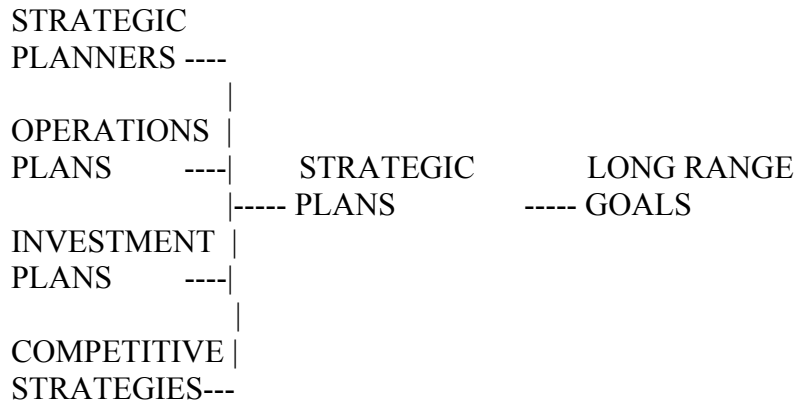 STRATEGIC
PLANNERS ----
|
OPERATIONS |
PLANS ----| STRATEGIC LONG RANGE
|----- PLANS ----- GOALS
INVESTMENT |
PLANS ----|
|
COMPETITIVE |
STRATEGIES---